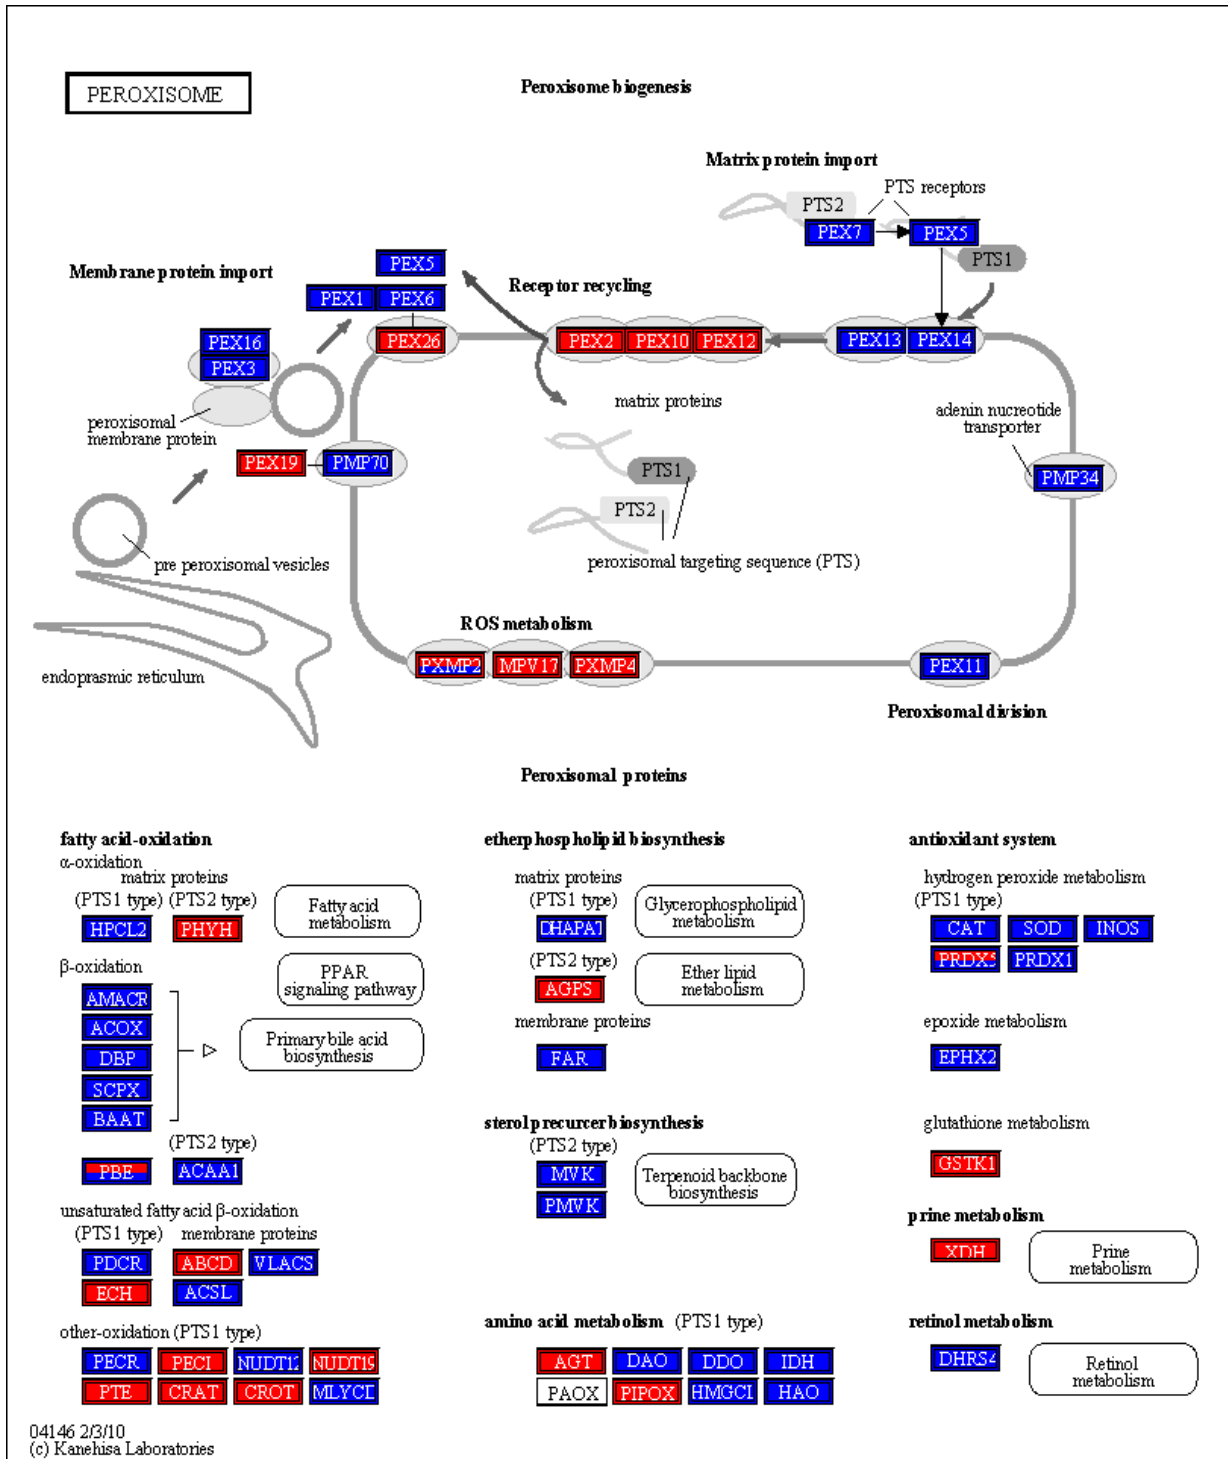 PEROXISOME
Peroxisome biogenesis
Matrix protein import
PTS receptors
PTS2
PEX7
PEX5
PTS1
Membrane protein import
PEX5
Receptor recycling
PEX1
PEX6
PEX16
PEX3
PEX26
PEX2
PEX10
PEX12
PEX13
PEX14
peroxisomal
membrane protein
matrix proteins
adenin nucreotide
transporter
PEX19
PMP70
PTS1
PMP34
PTS2
pre peroxisomal vesicles
peroxisomal targeting sequence (PTS)
ROS metabolism
PXMP2
MPV17
PXMP4
PEX11
endoprasmic reticulum
Peroxisomal division
Peroxisomal proteins
fatty acid-oxidation
α-oxidation
matrix proteins
(PTS1 type) (PTS2 type)
HPCL2
PHYH
Fatty acid
metabolism
β-oxidation
PPAR
signaling pathway
AMACR
ACOX
DBP
SCPX
BAAT
Primary bile acid
biosynthesis
(PTS2 type)
PBE
ACAA1
unsaturated fatty acid β-oxidation
(PTS1 type) membrane proteins
PDCR
ABCD
VLACS
ECH
ACSL
other-oxidation (PTS1 type)
PECR
PECI
NUDT12
NUDT19
PTE
CRAT
CROT
MLYCD
etherphospholipid biosynthesis
matrix proteins
(PTS1 type)
DHAPAT
Glycerophospholipid
metabolism
(PTS2 type)
AGPS
Ether lipid
metabolism
membrane proteins
FAR
sterol precurcer biosynthesis
(PTS2 type)
MVK
PMVK
Terpenoid backbone
biosynthesis
amino acid metabolism (PTS1 type)
AGT
DAO
DDO
IDH
PAOX
PIPOX
HMGCL
HAO
antioxidant system
hydrogen peroxide metabolism
(PTS1 type)
CAT
SOD
INOS
PRDX5
PRDX1
epoxide metabolism
EPHX2
glutathione metabolism
GSTK1
prine metabolism
XDH
Prine
metabolism
retinol metabolism
DHRS4
Retinol
metabolism
04146 2/3/10
(c) Kanehisa Laboratories